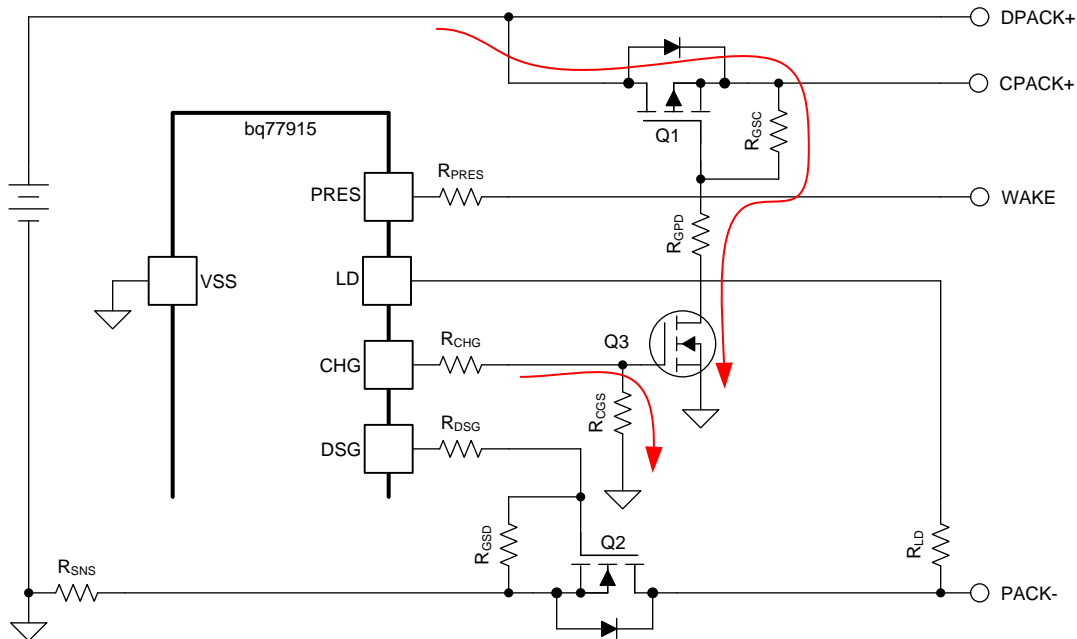 DPACK+
CPACK+
bq77915
Q1
RGSC
PRES
RPRES
WAKE
RGPD
VSS
LD
Q3
CHG
RCHG
RCGS
DSG
RDSG
RGSD
Q2
RLD
RSNS
PACK-